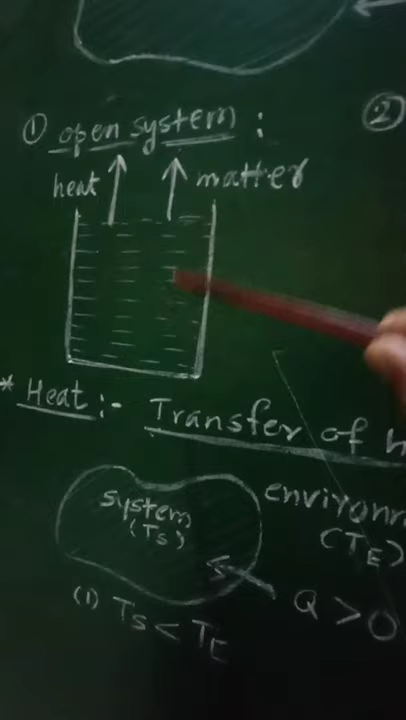 ① open system :
②
heat
matter
* Heat :- Transfer of h
system
(Ts)
environ
(TE)
Q > 0
(1) Ts < TE